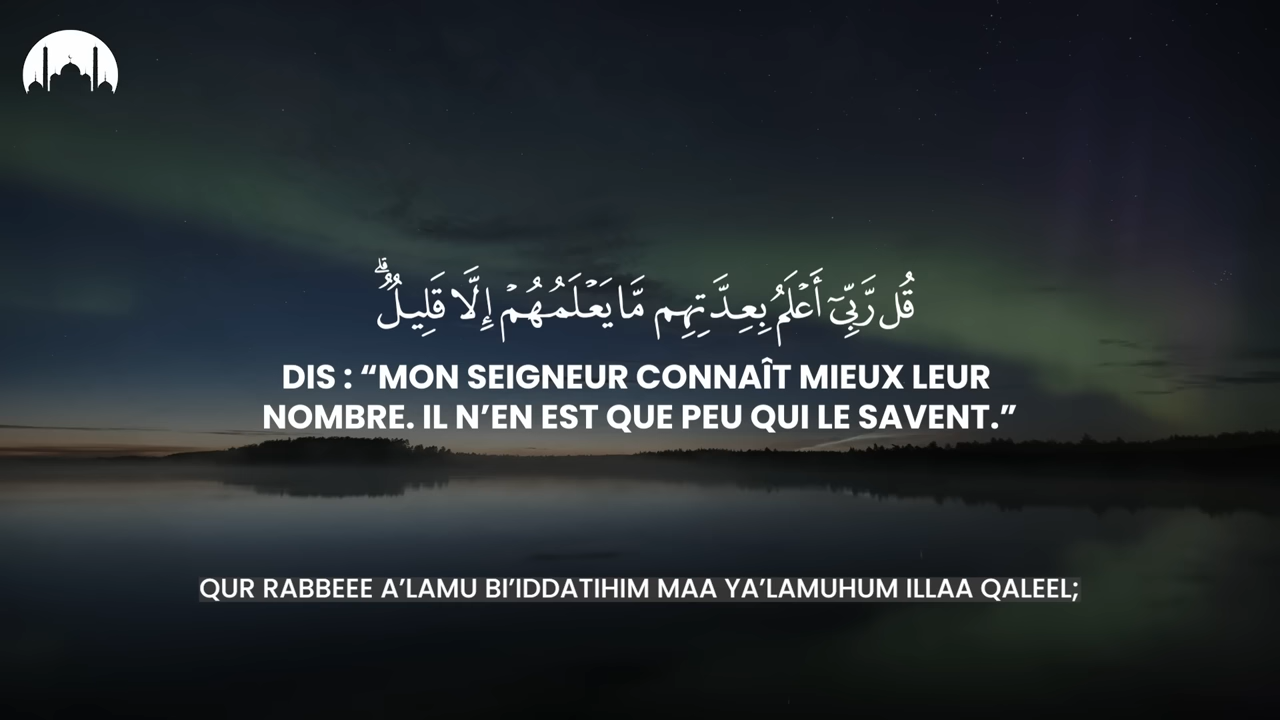 قُل رَّبِّىٓ أَعْلَمُ بِعِدَّتِهِم مَّا يَعْلَمُهُمْ إِلَّا قَلِيلٌ ۗ
DIS : “MON SEIGNEUR CONNAÎT MIEUX LEUR
NOMBRE. IL N’EN EST QUE PEU QUI LE SAVENT.”
QUR RABBEEE A’LAMU BI’IDDATIHIM MAA YA’LAMUHUM ILLAA QALEEL;